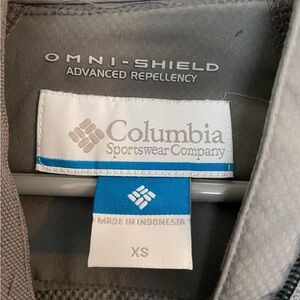 OMNI-SHIELD
ADVANCED REPELLENCY
Columbia
Sportswear Company
MADE IN INDONESIA
XS